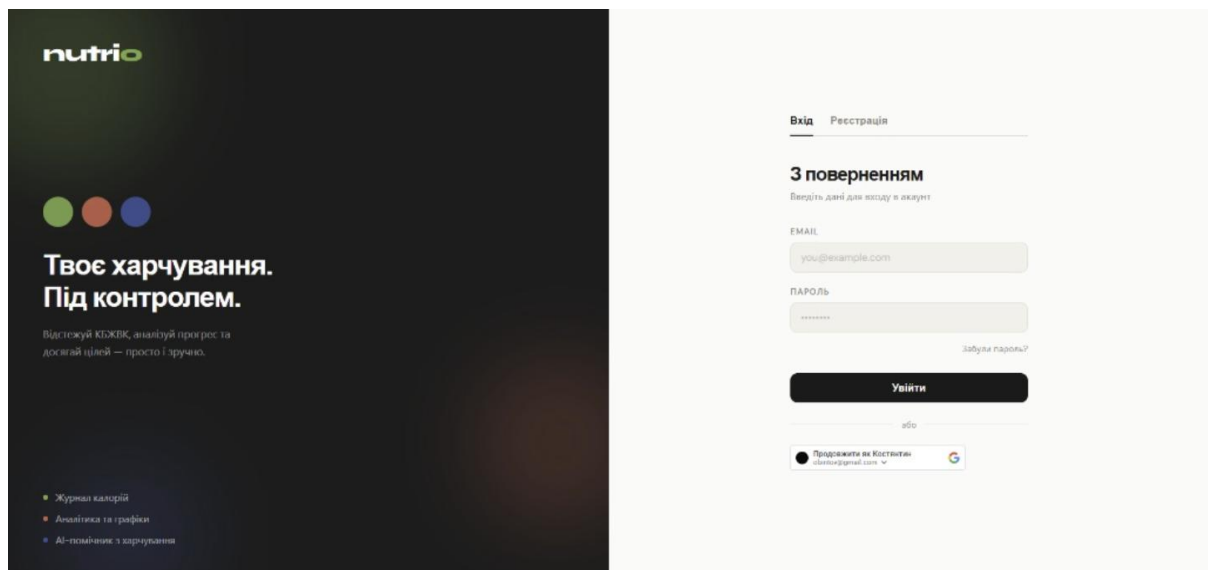 nutrio
Твоє харчування.
Під контролем.
Відстежуй КБЖВК, аналізуй прогрес та
досягай цілей — просто і зручно.
Журнал калорій
Аналітика та графіки
AI-помічник з харчування
Вхід Реєстрація
З поверненням
Введіть дані для входу в акаунт
EMAIL
you@example.com
ПАРОЛЬ
••••••••
Забули пароль?
Увійти
або
Продовжити як Костянтин